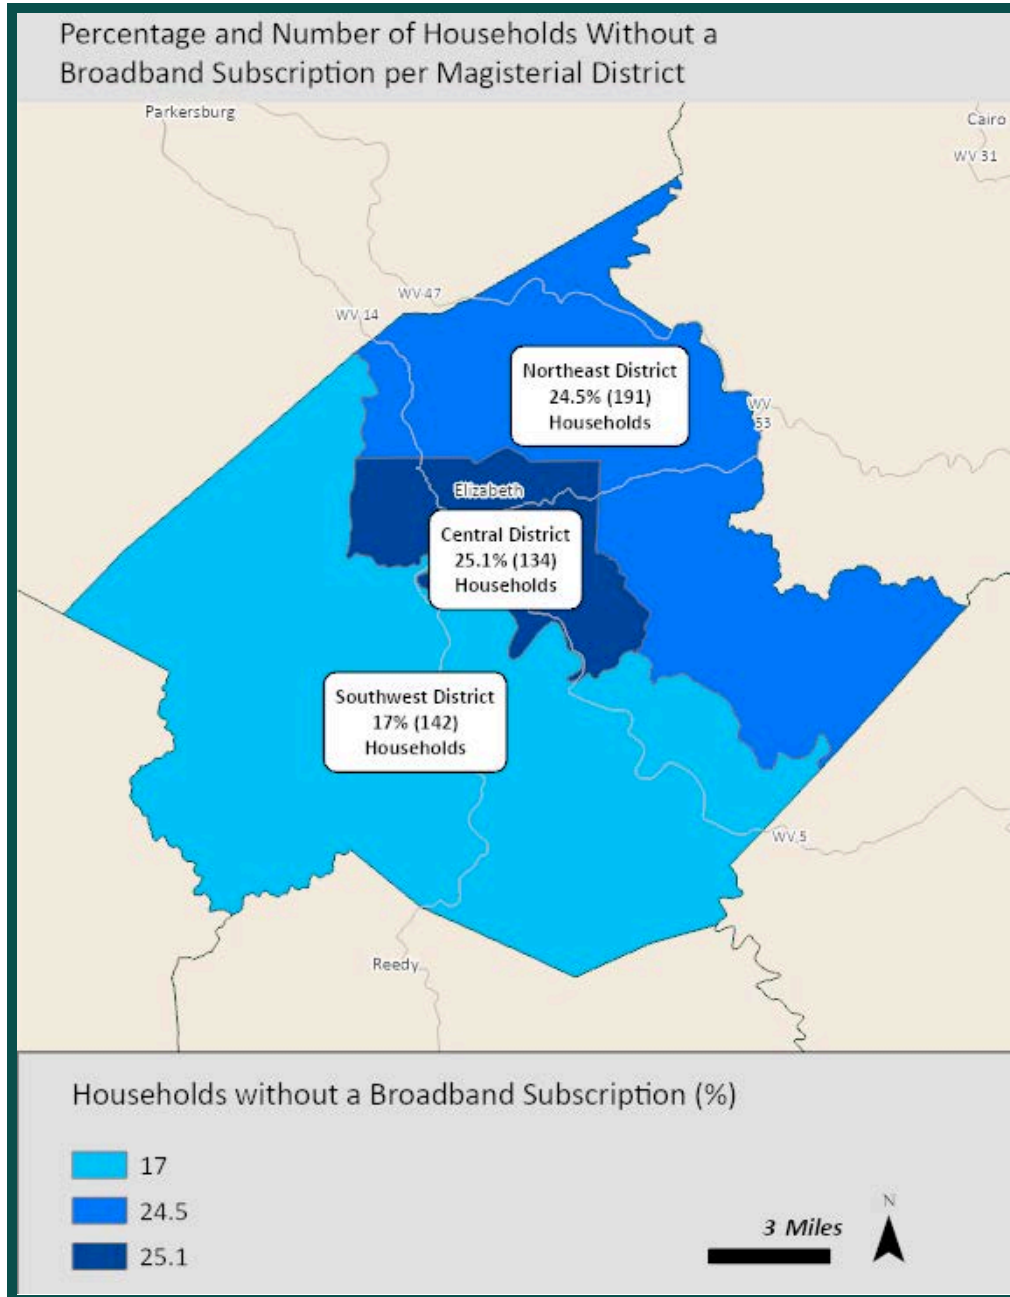 Percentage and Number of Households Without a
Broadband Subscription per Magisterial District
Parkersburg
Cairo
WV 31
WV 47
WV 14
Northeast District
24.5% (191)
Households
WV
53
Elizabeth
Central District
25.1% (134)
Households
Southwest District
17% (142)
Households
WV 5
Reedy
Households without a Broadband Subscription (%)
17
24.5
25.1
N
3 Miles